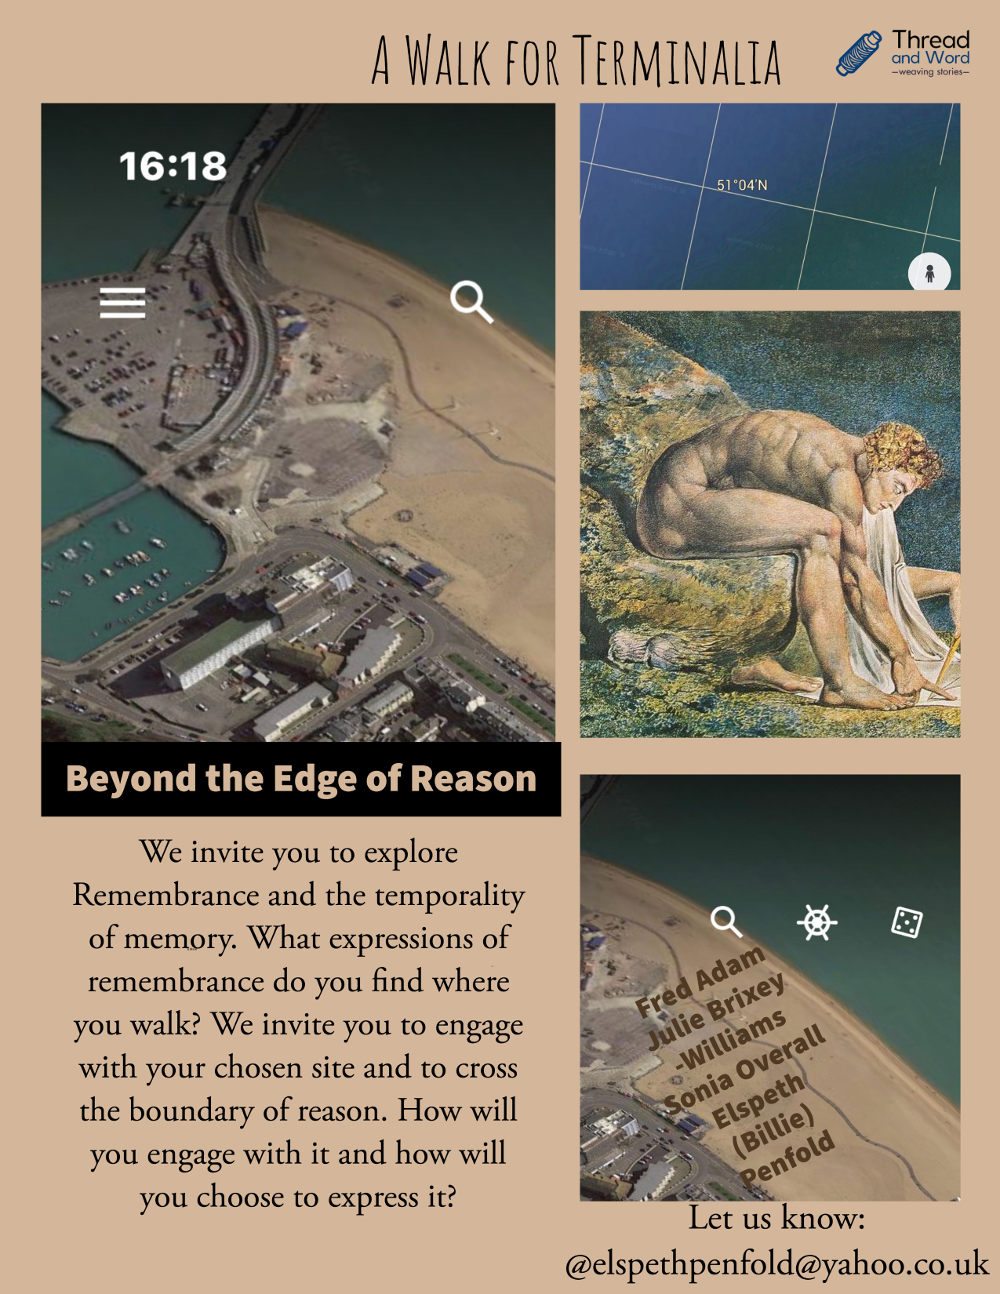 A Walk for Terminalia
Thread
and Word
—weaving stories—
16:18
51°04'N
Beyond the Edge of Reason
We invite you to explore
Remembrance and the temporality
of memory. What expressions of
remembrance do you find where
you walk? We invite you to engage
with your chosen site and to cross
the boundary of reason. How will
you engage with it and how will
you choose to express it?
Fred Adam
Julie Brixey
-Williams
Sonia Overall
Elspeth
(Billie)
Penfold
Let us know:
@elspethpenfold@yahoo.co.uk